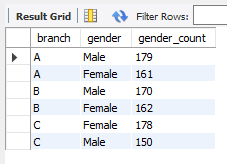 Result Grid Filter Rows:
branch gender gender_count
A Male 179
A Female 161
B Male 170
B Female 162
C Female 178
C Male 150